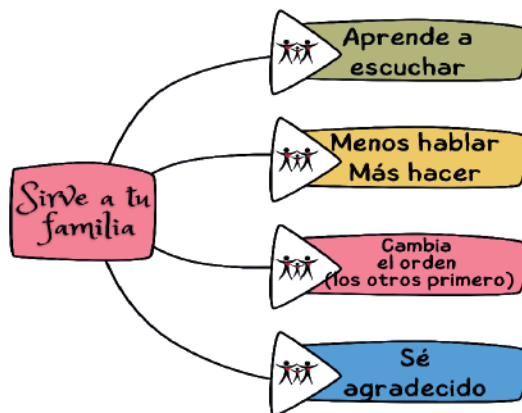 Sirve a tu
familia
Aprende a
escuchar
Menos hablar
Más hacer
Cambia
el orden
(los otros primero)
Sé
agradecido